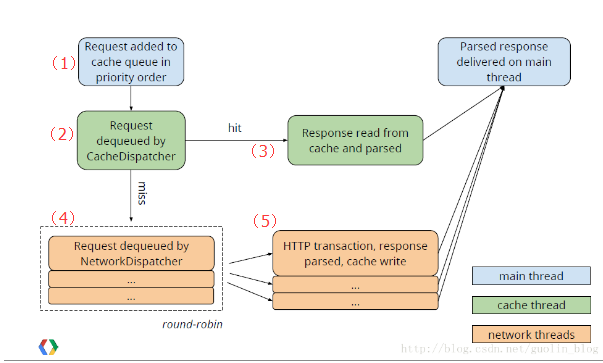 Request added to
cache queue in
priority order
(1)
Parsed response
delivered on main
thread
(2)
Request
dequeued by
CacheDispatcher
hit
(3)
Response read from
cache and parsed
miss
(4)
Request dequeued by
NetworkDispatcher
...
...
round-robin
(5)
HTTP transaction, response
parsed, cache write
...
...
main thread
cache thread
network threads
http://blog.csdn.net/guolin_blog